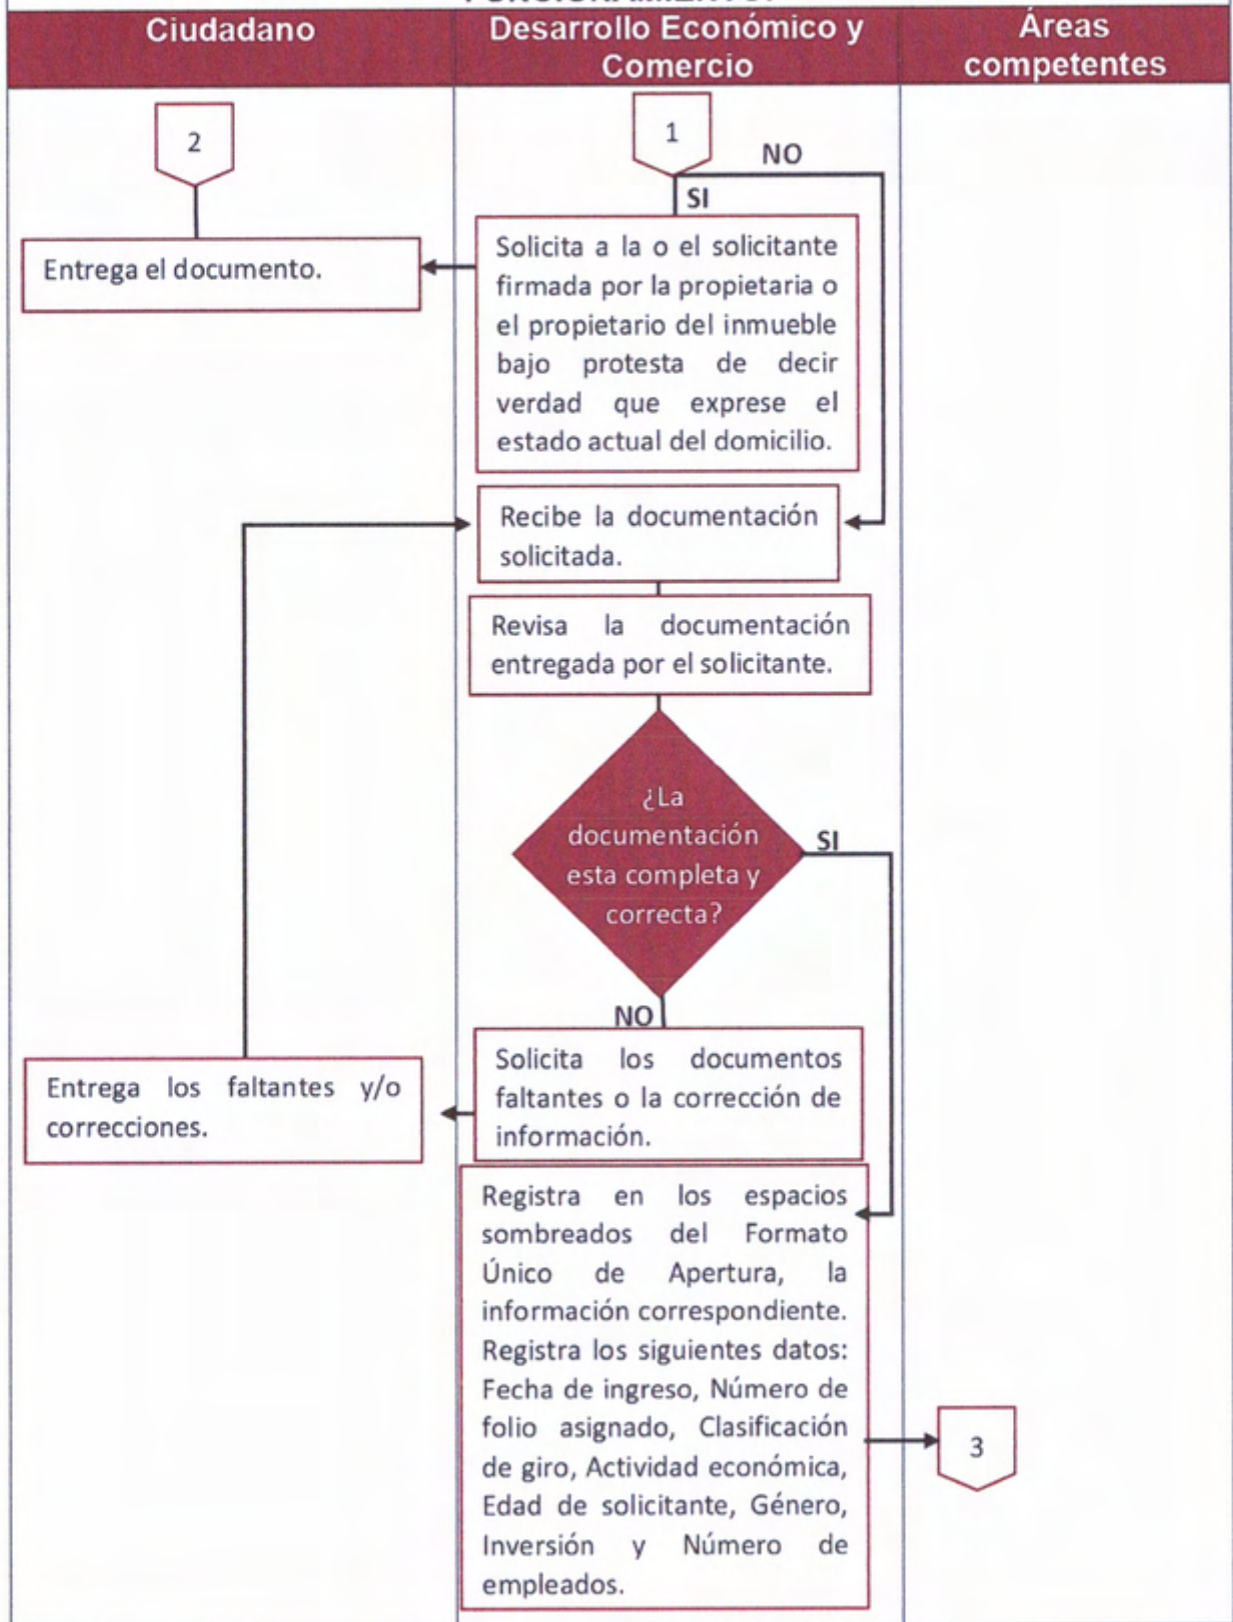 Ciudadano
Desarrollo Económico y
Comercio
Áreas
competentes
2
1
NO
SI
Entrega el documento.
Solicita a la o el solicitante
firmada por la propietaria o
el propietario del inmueble
bajo protesta de decir
verdad que exprese el
estado actual del domicilio.
Recibe la documentación
solicitada.
Revisa la documentación
entregada por el solicitante.
¿La
documentación
esta completa y
correcta?
SI
NO
Entrega los faltantes y/o
correcciones.
Solicita los documentos
faltantes o la corrección de
información.
Registra en los espacios
sombreados del Formato
Único de Apertura, la
información correspondiente.
Registra los siguientes datos:
Fecha de ingreso, Número de
folio asignado, Clasificación
de giro, Actividad económica,
Edad de solicitante, Género,
Inversión y Número de
empleados.
3